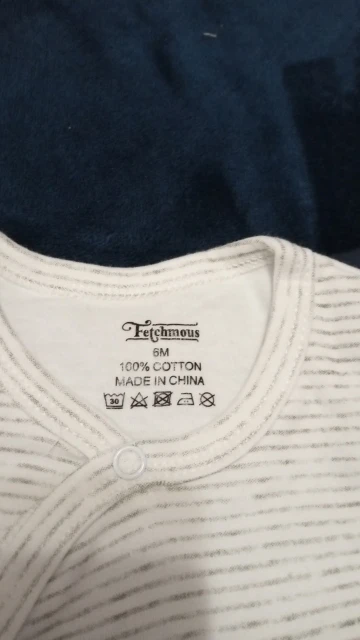 Fetchmous
6M
100% COTTON
MADE IN CHINA
30